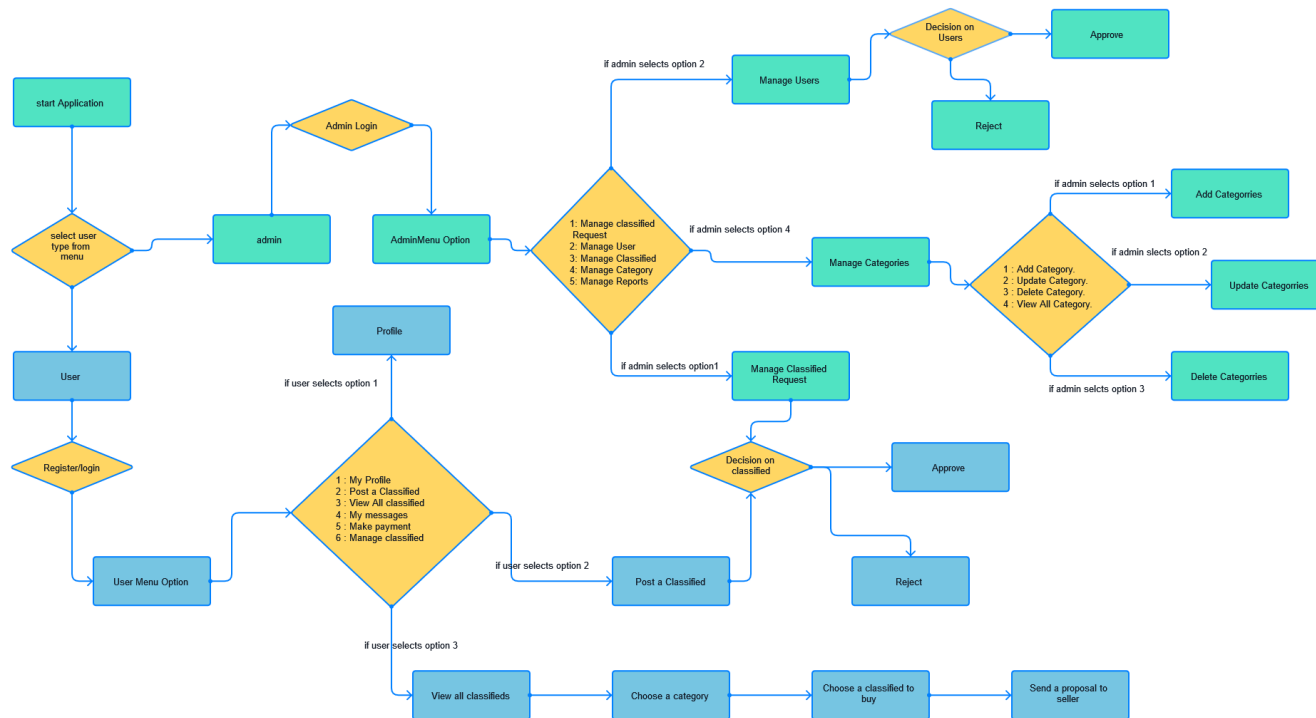 start Application
select user
type from
menu
admin
Admin Login
AdminMenu Option
1: Manage classified
Request
2: Manage User
3: Manage Classified
4: Manage Category
5: Manage Reports
if admin selects option 2
Manage Users
Decision on
Users
Approve
Reject
if admin selects option 4
Manage Categories
1 : Add Category.
2 : Update Category.
3 : Delete Category.
4 : View All Category.
if admin selects option 1
Add Categorries
if admin selects option 2
Update Categorries
if admin selcts option 3
Delete Categorries
if admin selects option1
Manage Classified
Request
Decision on
classified
Approve
Reject
User
Register/login
User Menu Option
1 : My Profile
2 : Post a Classified
3 : View All classified
4 : My messages
5 : Make payment
6 : Manage classified
if user selects option 1
Profile
if user selects option 2
Post a Classified
if user selects option 3
View all classifieds
Choose a category
Choose a classified to
buy
Send a proposal to
seller